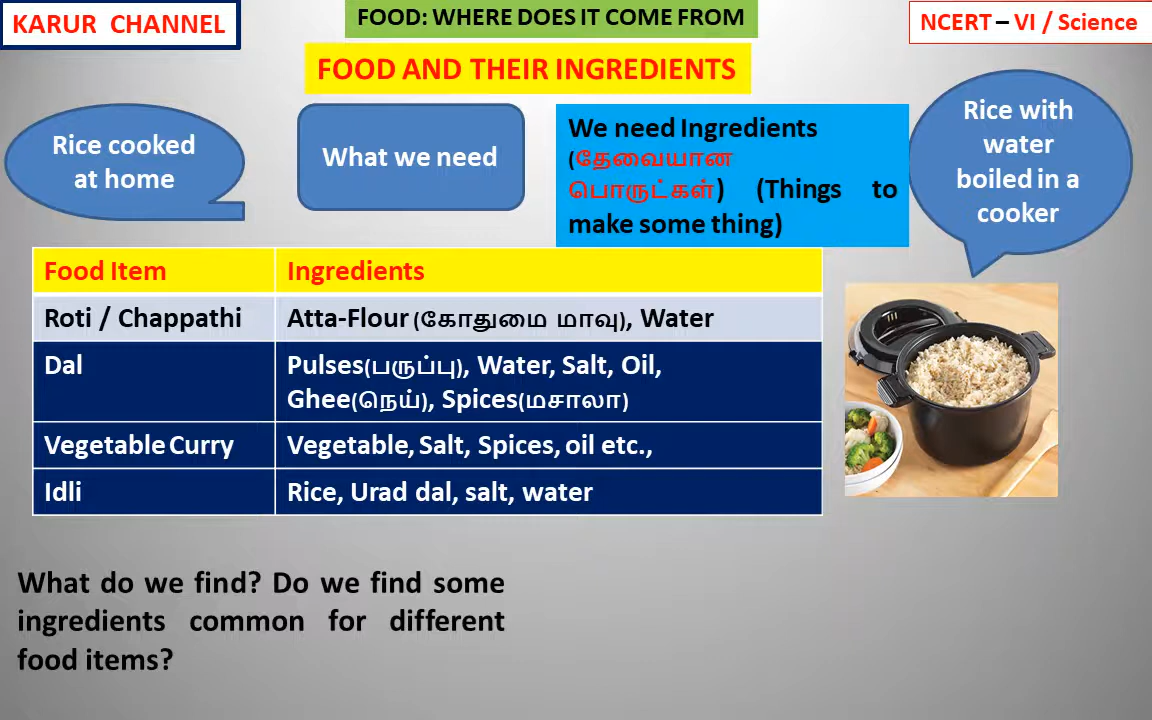 KARUR CHANNEL
FOOD: WHERE DOES IT COME FROM
NCERT – VI / Science
FOOD AND THEIR INGREDIENTS
Rice cooked
at home
What we need
We need Ingredients
(தேவையான
பொருட்கள்) (Things to
make some thing)
Rice with
water
boiled in a
cooker
Food Item Ingredients
Roti / Chappathi Atta-Flour (கோதுமை மாவு), Water
Dal Pulses(பருப்பு), Water, Salt, Oil,
Ghee(நெய்), Spices(மசாலா)
Vegetable Curry Vegetable, Salt, Spices, oil etc.,
Idli Rice, Urad dal, salt, water
What do we find? Do we find some
ingredients common for different
food items?